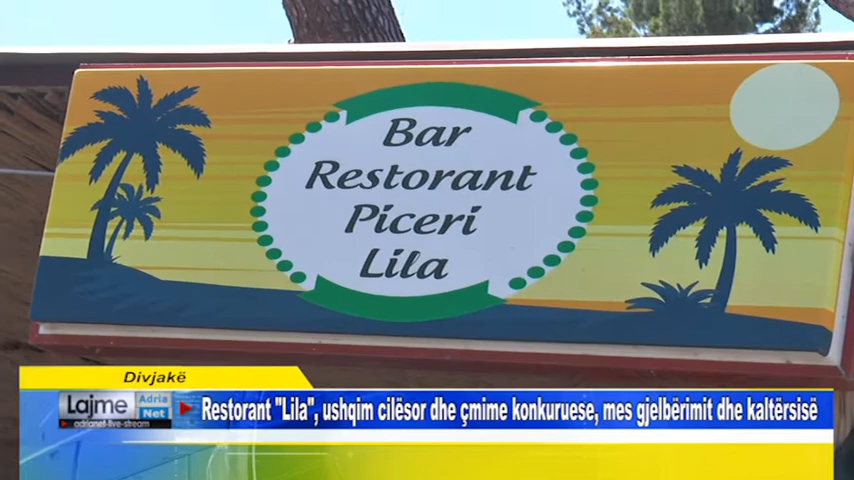 Bar
Restorant
Piceri
Lila
Divjakë
Lajme Adria Net
adrianet-live-stream
Restorant "Lila", ushqim cilësor dhe çmime konkuruese, mes gjelbërimit dhe kaltërsisë